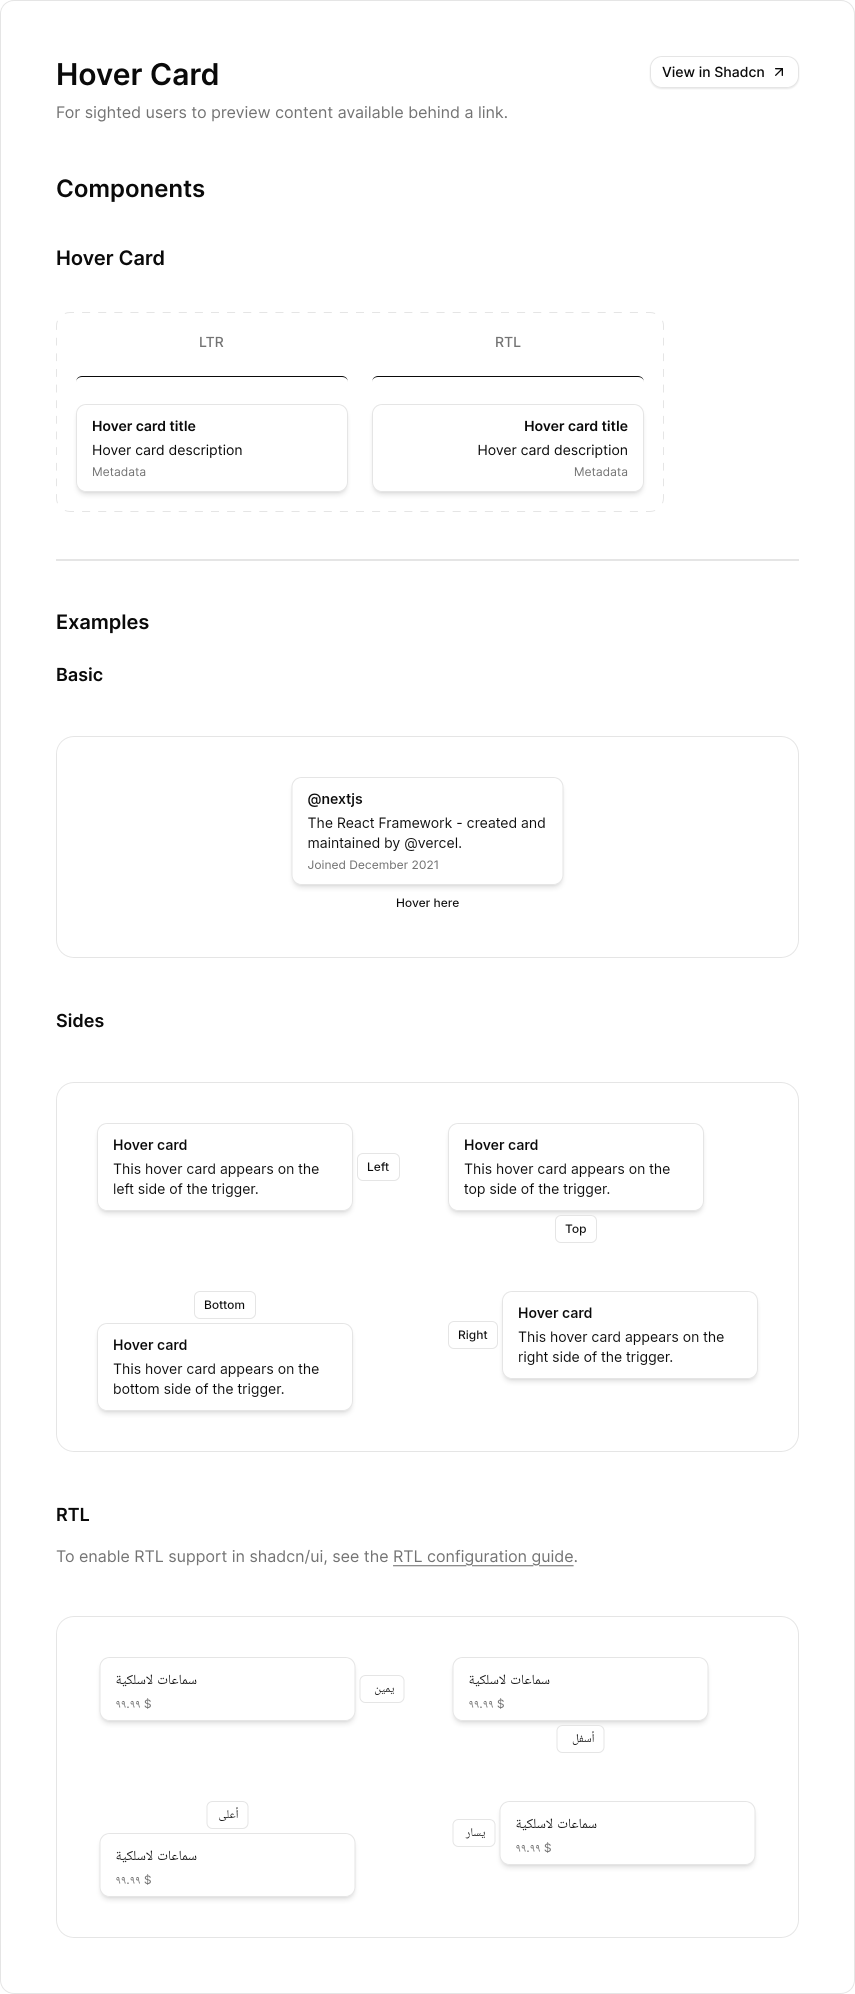 Hover Card
View in Shadcn
For sighted users to preview content available behind a link.
Components
Hover Card
LTR
RTL
Hover card title
Hover card description
Metadata
Hover card title
Hover card description
Metadata
Examples
Basic
@nextjs
The React Framework - created and
maintained by @vercel.
Joined December 2021
Hover here
Sides
Hover card
This hover card appears on the
left side of the trigger.
Left
Hover card
This hover card appears on the
top side of the trigger.
Top
Bottom
Hover card
This hover card appears on the
bottom side of the trigger.
Right
Hover card
This hover card appears on the
right side of the trigger.
RTL
To enable RTL support in shadcn/ui, see the RTL configuration guide.
سماعات لاسلكية
٩٩.٩٩ $
يمين
سماعات لاسلكية
٩٩.٩٩ $
أسفل
أعلى
سماعات لاسلكية
٩٩.٩٩ $
يسار
سماعات لاسلكية
٩٩.٩٩ $